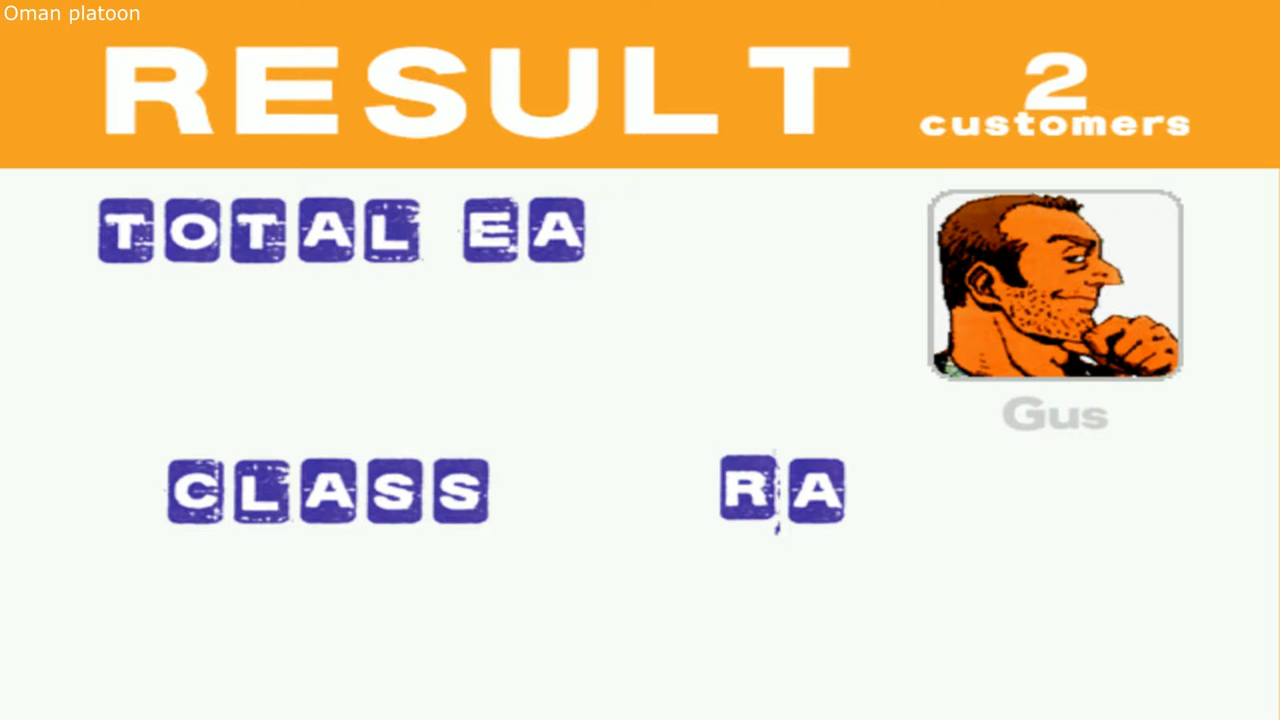 Oman platoon
RESULT
2
customers
TOTAL EA
Gus
CLASS
RA